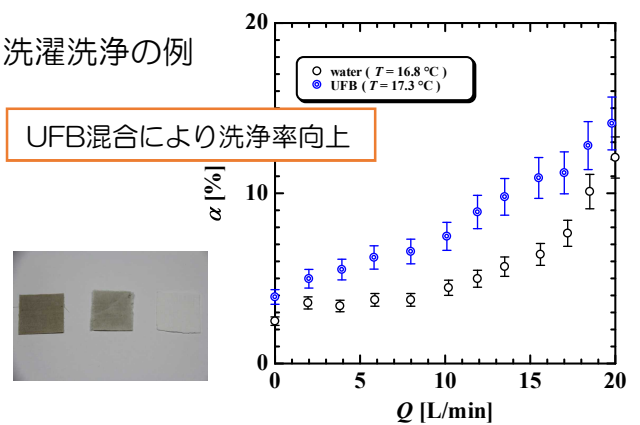 洗濯洗浄の例
UFB混合により洗浄率向上
water ( T = 16.8 °C )
UFB ( T = 17.3 °C )
α [%]
20
10
0
0 5 10 15 20
Q [L/min]